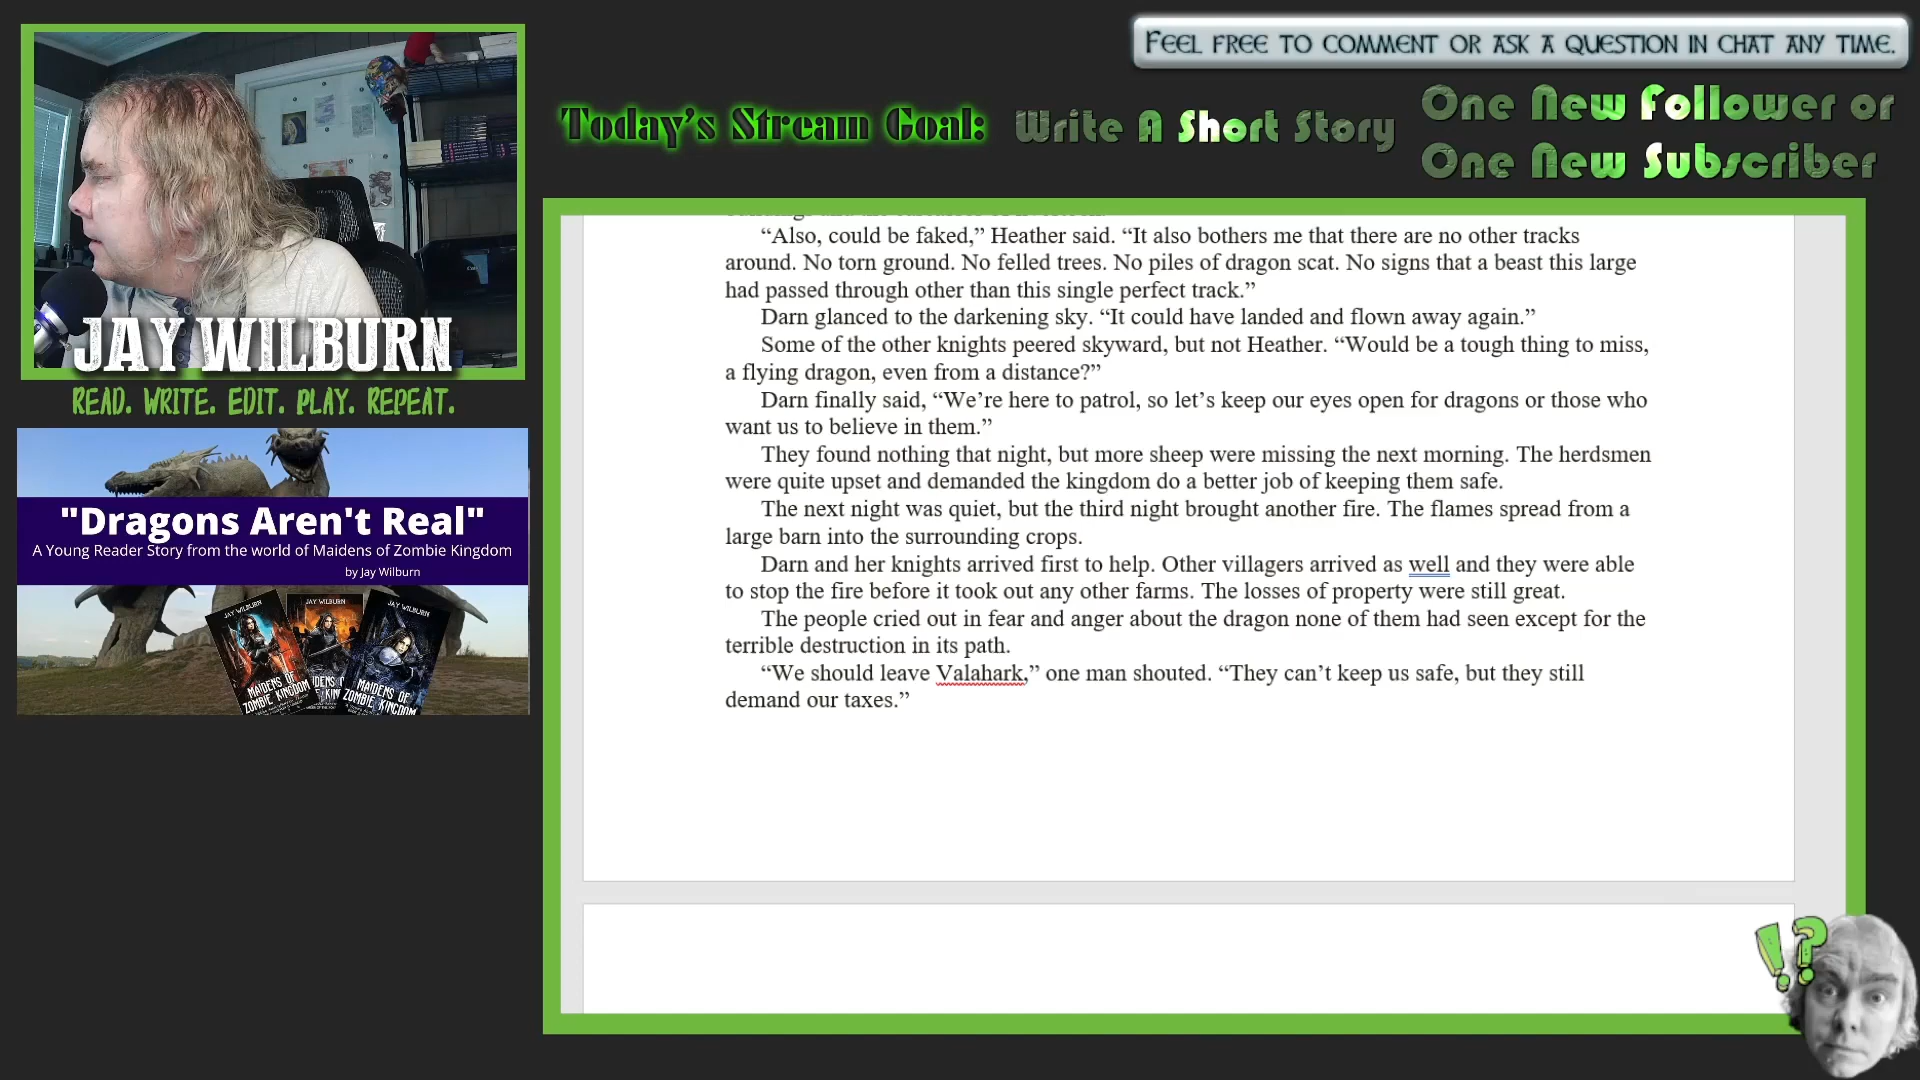 FEEL FREE TO COMMENT OR ASK A QUESTION IN CHAT ANY TIME.
Today's Stream Goal:
Write A Short Story
One New Follower or
One New Subscriber
JAY WILBURN
READ. WRITE. EDIT. PLAY. REPEAT.
"Dragons Aren't Real"
A Young Reader Story from the world of Maidens of Zombie Kingdom
by Jay Wilburn
JAY WILBURN
JAY WILBURN
JAY WILBURN
MAIDENS OF
ZOMBIE KINGDOM
MAIDENS OF
ZOMBIE KINGDOM
“Also, could be faked,” Heather said. “It also bothers me that there are no other tracks
around. No torn ground. No felled trees. No piles of dragon scat. No signs that a beast this large
had passed through other than this single perfect track.”
Darn glanced to the darkening sky. “It could have landed and flown away again.”
Some of the other knights peered skyward, but not Heather. “Would be a tough thing to miss,
a flying dragon, even from a distance?”
Darn finally said, “We’re here to patrol, so let’s keep our eyes open for dragons or those who
want us to believe in them.”
They found nothing that night, but more sheep were missing the next morning. The herdsmen
were quite upset and demanded the kingdom do a better job of keeping them safe.
The next night was quiet, but the third night brought another fire. The flames spread from a
large barn into the surrounding crops.
Darn and her knights arrived first to help. Other villagers arrived as well and they were able
to stop the fire before it took out any other farms. The losses of property were still great.
The people cried out in fear and anger about the dragon none of them had seen except for the
terrible destruction in its path.
“We should leave Valahark,” one man shouted. “They can’t keep us safe, but they still
demand our taxes.”
!?